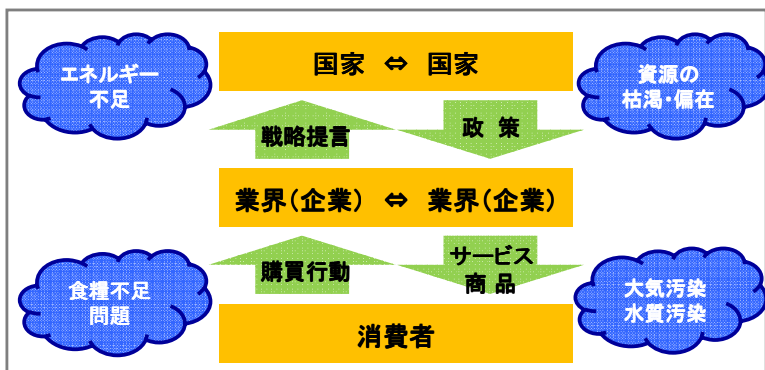 エネルギー
不足
国家 ⇔ 国家
資源の
枯渇・偏在
戦略提言
政 策
業界(企業) ⇔ 業界(企業)
食糧不足
問題
購買行動
サービス
商 品
大気汚染
水質汚染
消費者